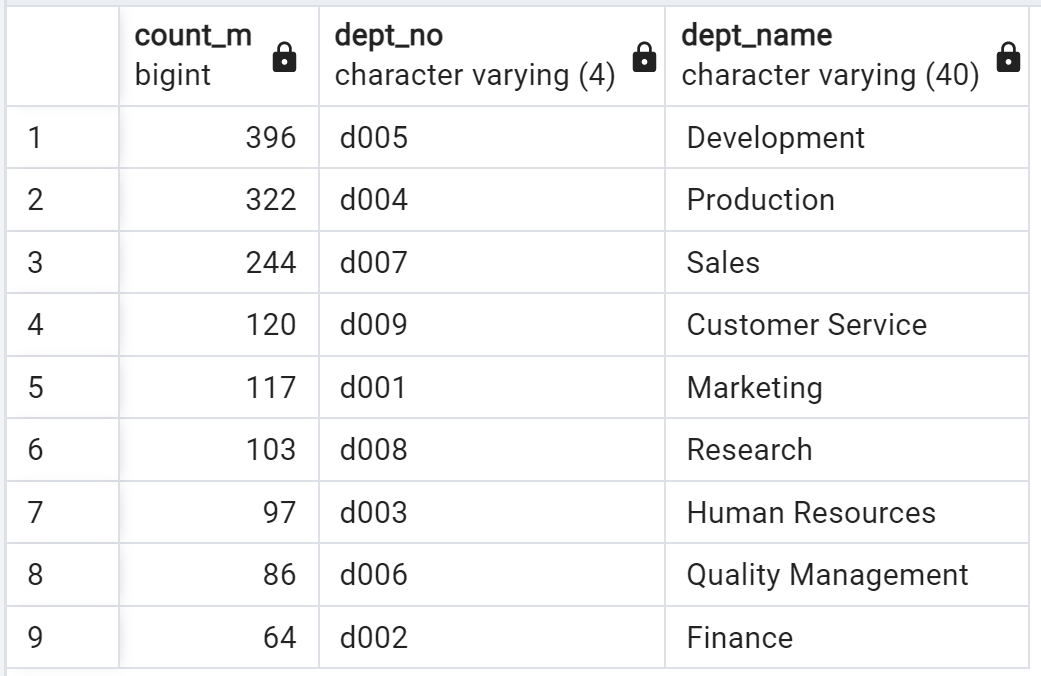 count_m dept_no dept_name
bigint character varying (4) character varying (40)
1 396 d005 Development
2 322 d004 Production
3 244 d007 Sales
4 120 d009 Customer Service
5 117 d001 Marketing
6 103 d008 Research
7 97 d003 Human Resources
8 86 d006 Quality Management
9 64 d002 Finance